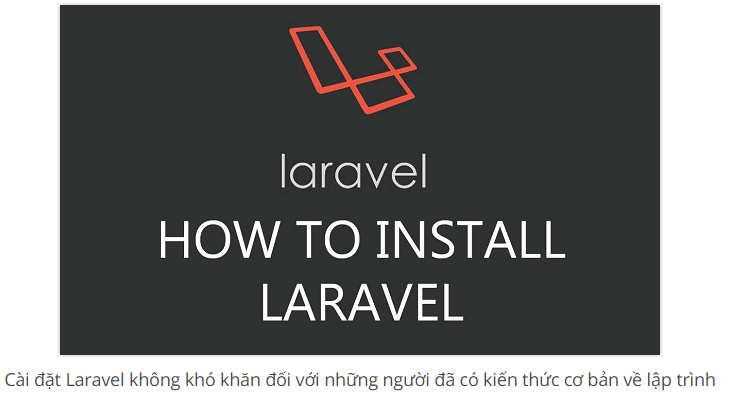 laravel
HOW TO INSTALL
LARAVEL
Cài đặt Laravel không khó khăn đối với những người đã có kiến thức cơ bản về lập trình